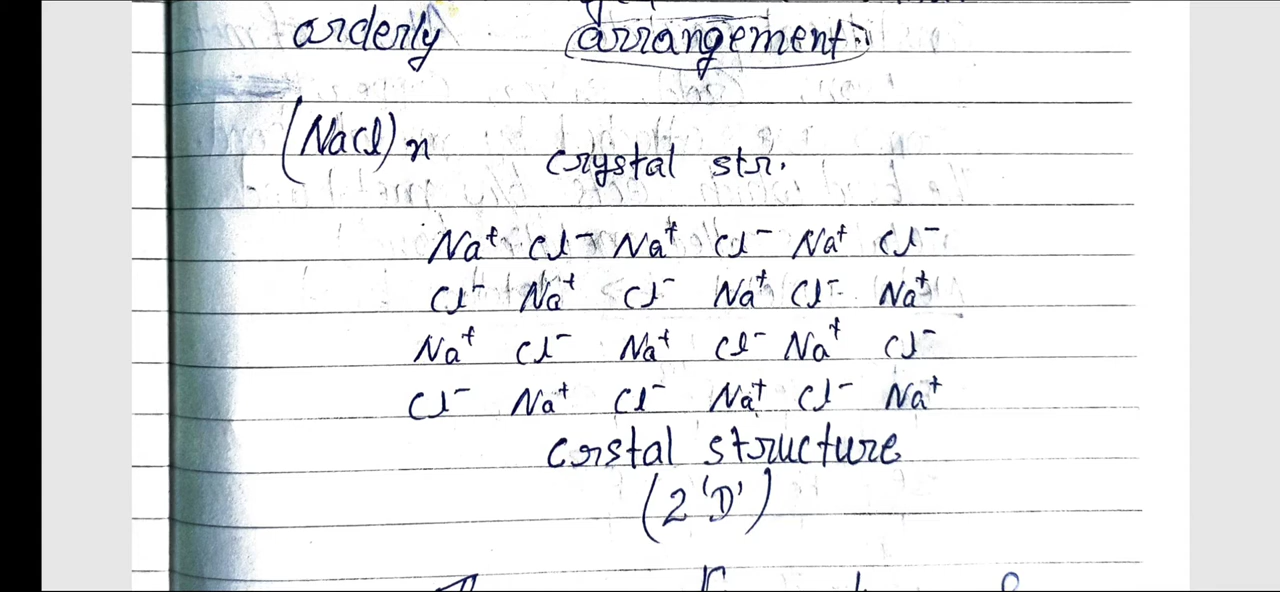 orderly arrangement:
(NaCl)n crystal str.
Na⁺ Cl⁻ Na⁺ Cl⁻ Na⁺ Cl⁻
Cl⁻ Na⁺ Cl⁻ Na⁺ Cl⁻ Na⁺
Na⁺ Cl⁻ Na⁺ Cl⁻ Na⁺ Cl⁻
Cl⁻ Na⁺ Cl⁻ Na⁺ Cl⁻ Na⁺
crstal structure
(2'D')